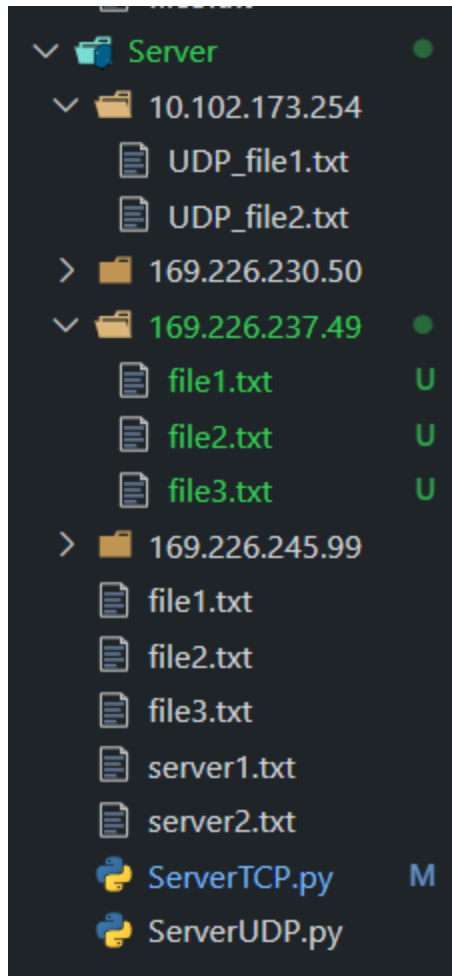 Server
10.102.173.254
UDP_file1.txt
UDP_file2.txt
169.226.230.50
169.226.237.49
file1.txt U
file2.txt U
file3.txt U
169.226.245.99
file1.txt
file2.txt
file3.txt
server1.txt
server2.txt
ServerTCP.py M
ServerUDP.py